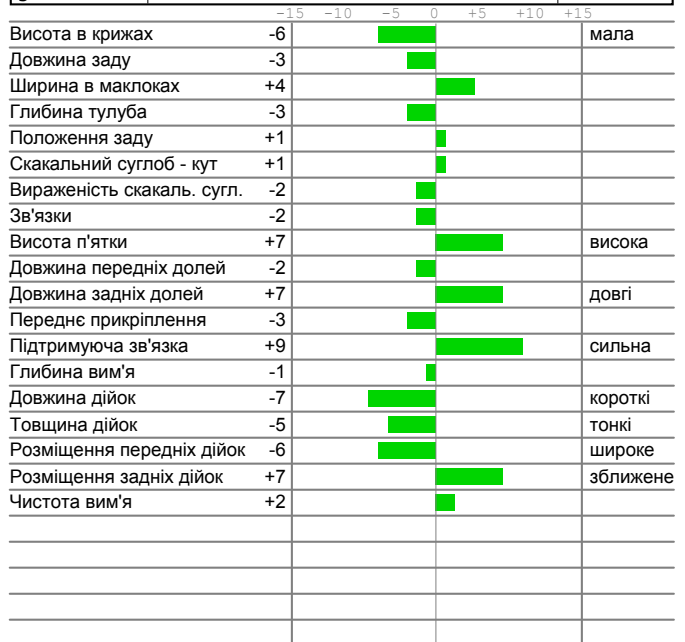 -15 -10 -5 0 +5 +10 +15
Висота в крижах -6 мала
Довжина заду -3
Ширина в маклоках +4
Глибина тулуба -3
Положення заду +1
Скакальний суглоб - кут +1
Вираженість скакаль. сугл. -2
Зв'язки -2
Висота п'ятки +7 висока
Довжина передніх долей -2
Довжина задніх долей +7 довгі
Переднє прикріплення -3
Підтримуюча зв'язка +9 сильна
Глибина вим'я -1
Довжина дійок -7 короткі
Товщина дійок -5 тонкі
Розміщення передніх дійок -6 широке
Розміщення задніх дійок +7 зближене
Чистота вим'я +2